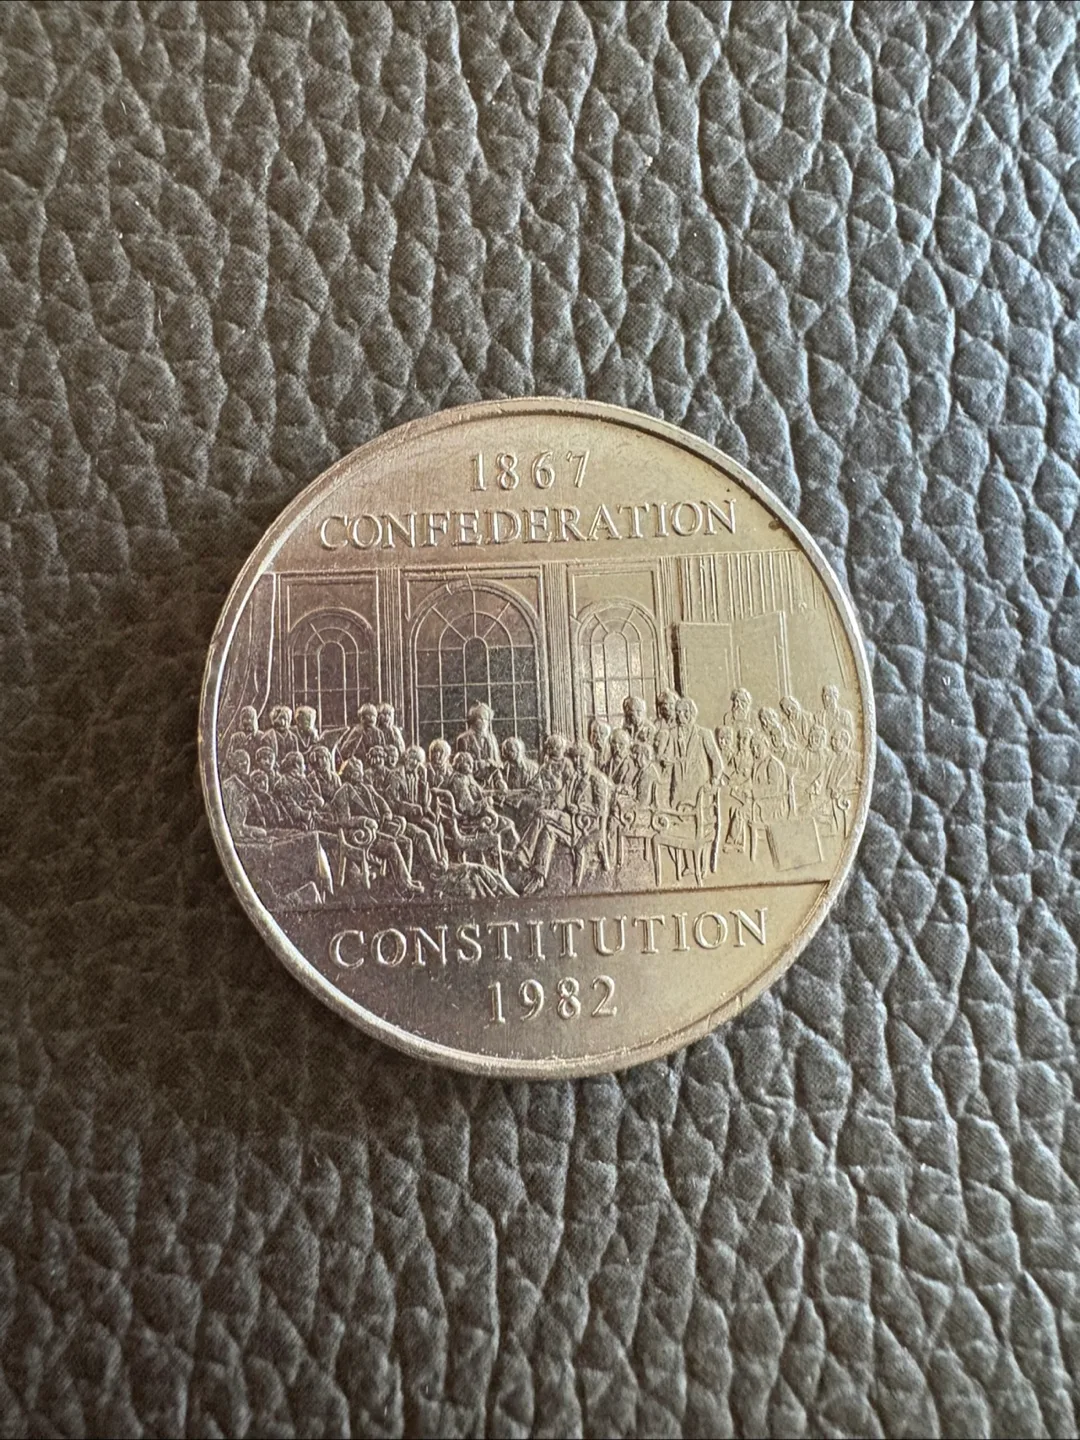 1867
CONFEDERATION
CONSTITUTION
1982